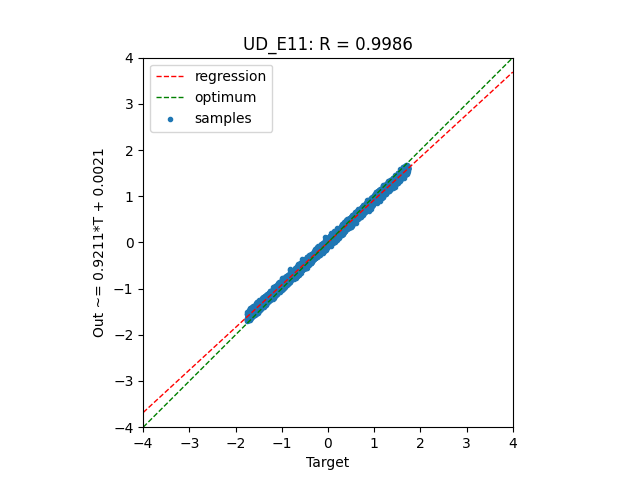 UD_E11: R = 0.9986
regression
optimum
samples
Out ~= 0.9211*T + 0.0021
4
3
2
1
0
−1
−2
−3
−4
−4 −3 −2 −1 0 1 2 3 4
Target